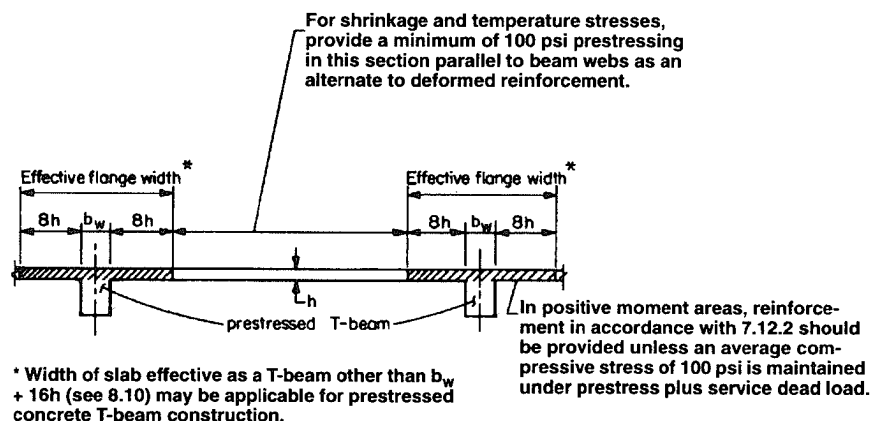 For shrinkage and temperature stresses,
provide a minimum of 100 psi prestressing
in this section parallel to beam webs as an
alternate to deformed reinforcement.
Effective flange width*
Effective flange width*
8h bw 8h
8h bw 8h
h
prestressed T-beam
In positive moment areas, reinforce-
ment in accordance with 7.12.2 should
be provided unless an average com-
pressive stress of 100 psi is maintained
under prestress plus service dead load.
* Width of slab effective as a T-beam other than bw
+ 16h (see 8.10) may be applicable for prestressed
concrete T-beam construction.